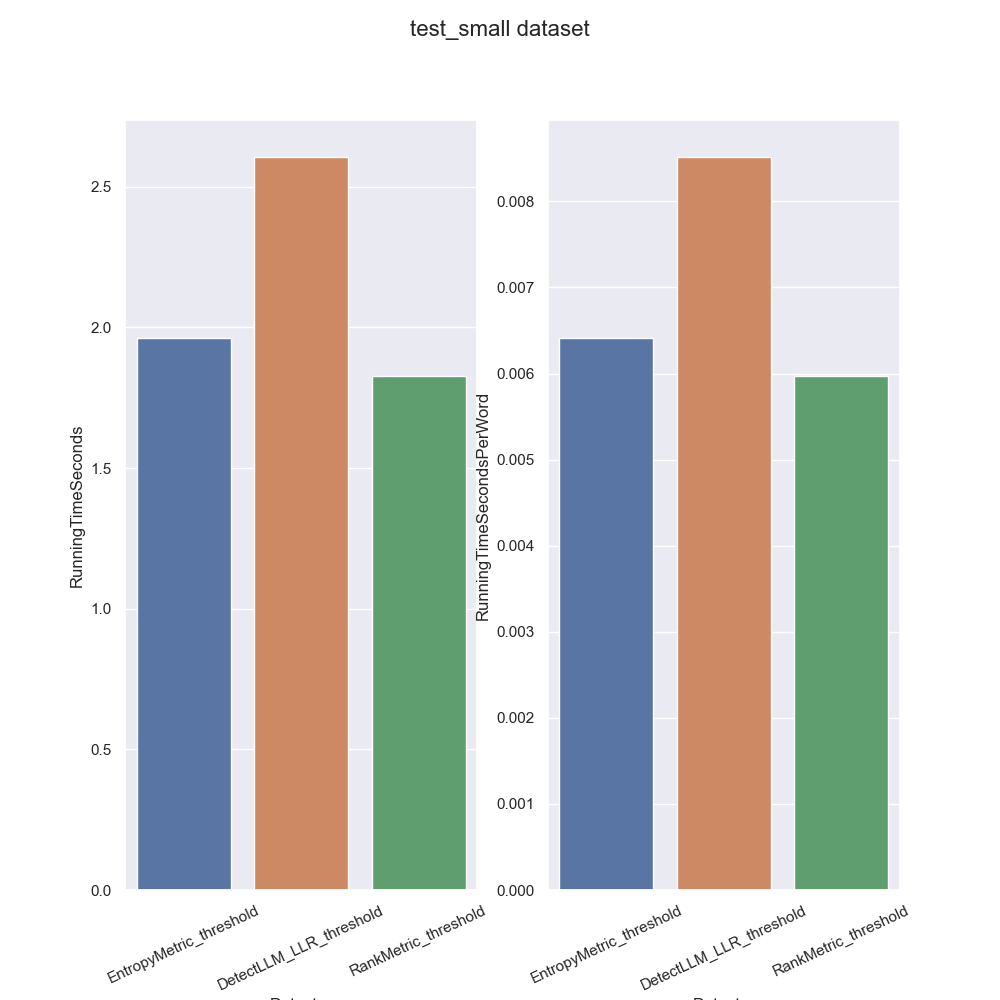 test_small dataset
RunningTimeSeconds
2.5
2.0
1.5
1.0
0.5
0.0
EntropyMetric_threshold
DetectLLM_LLR_threshold
RankMetric_threshold
RunningTimeSecondsPerWord
0.008
0.007
0.006
0.005
0.004
0.003
0.002
0.001
0.000
EntropyMetric_threshold
DetectLLM_LLR_threshold
RankMetric_threshold